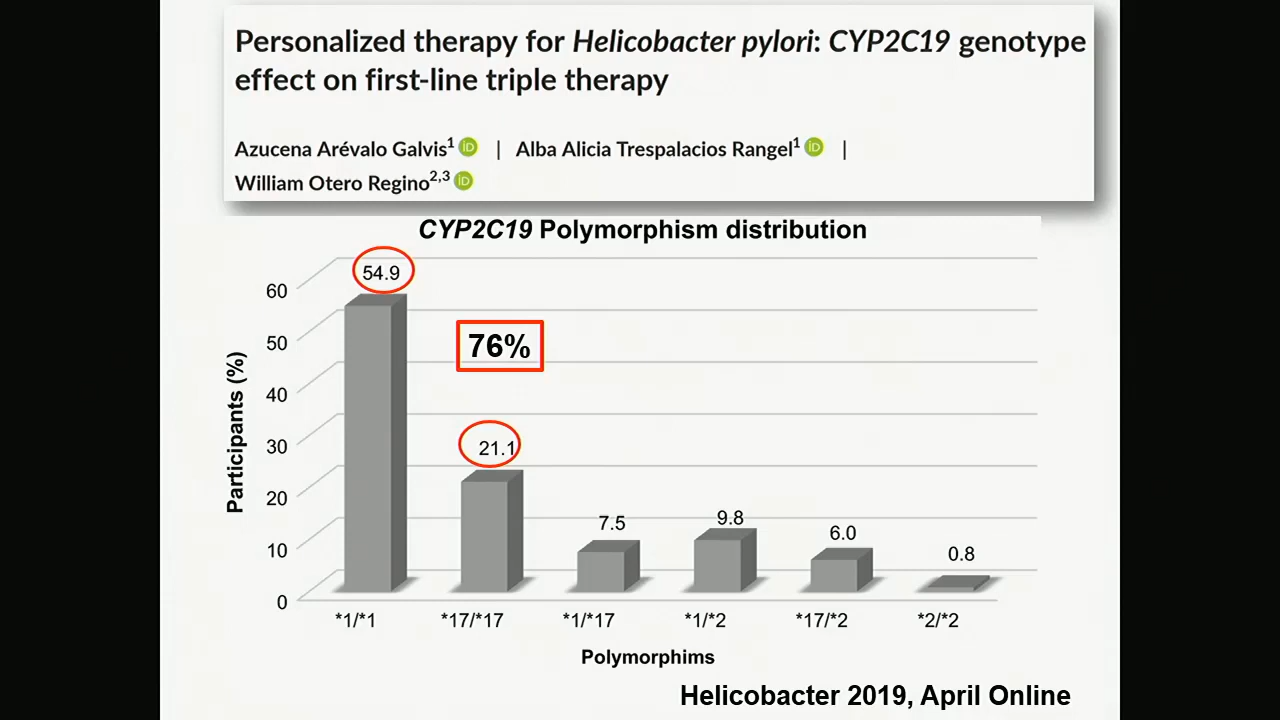 Personalized therapy for Helicobacter pylori: CYP2C19 genotype
effect on first-line triple therapy
Azucena Arévalo Galvis1 iD | Alba Alicia Trespalacios Rangel1 iD |
William Otero Regino2,3 iD
CYP2C19 Polymorphism distribution
54.9
60
76%
50
40
30
21.1
20
7.5
9.8
6.0
0.8
10
0
Participants (%)
*1/*1 *17/*17 *1/*17 *1/*2 *17/*2 *2/*2
Polymorphims
Helicobacter 2019, April Online